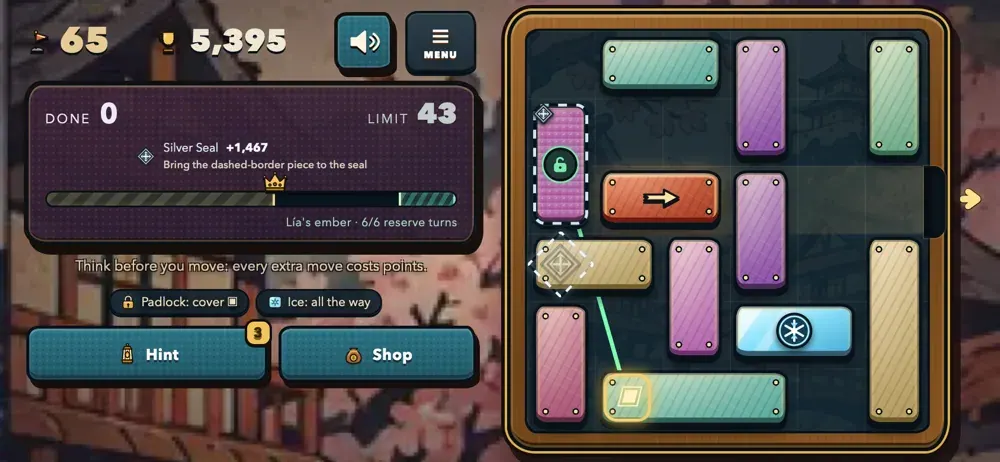 65
5,395
MENU
DONE 0
LIMIT 43
Silver Seal +1,467
Bring the dashed-border piece to the seal
Lía's ember · 6/6 reserve turns
Think before you move: every extra move costs points.
Padlock: cover
Ice: all the way
Hint
3
Shop